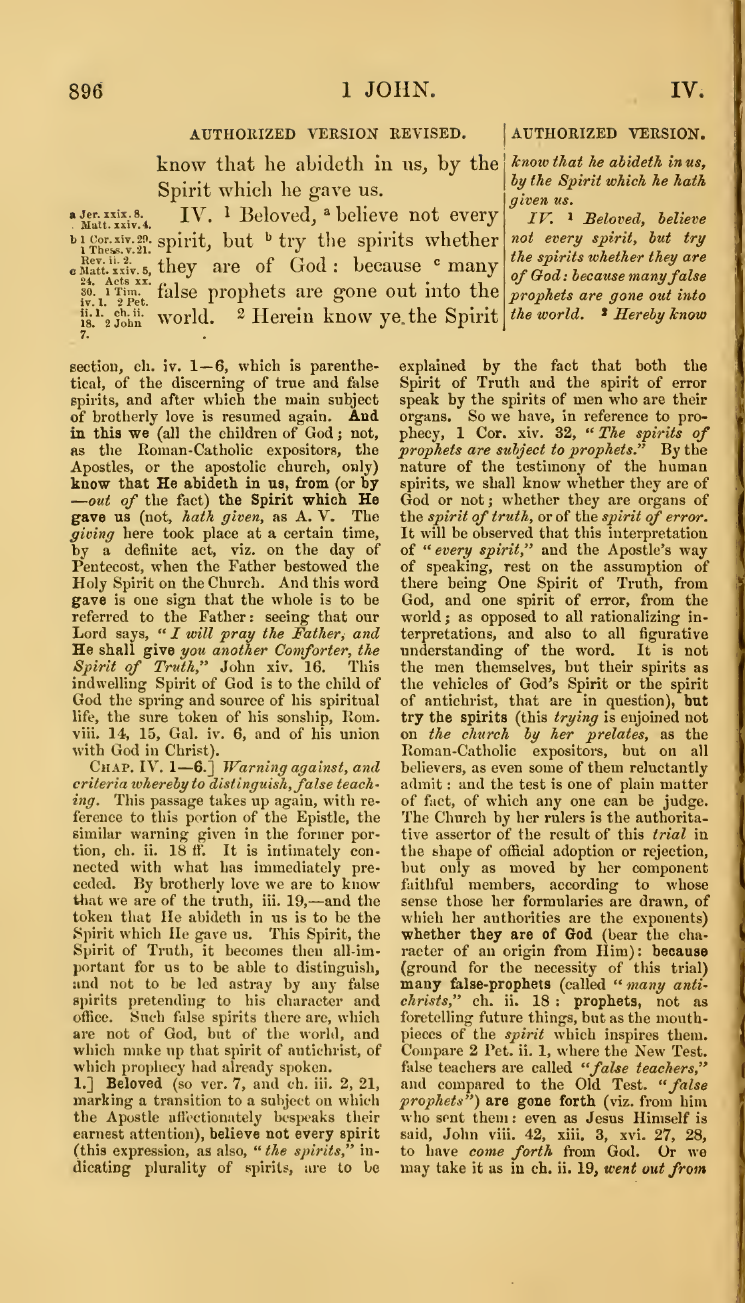 896
1 JOHN.
IV.
AUTHORIZED VERSION REVISED.
know that he abideth in us, by the
Spirit which he gave us.
a Jer. xxix. 8.
Matt. xxiv. 4.
b 1 Cor. xiv. 29.
1 Thess. v. 21.
Rev. ii. 2.
c Matt. xxiv. 5,
24. Acts xx.
30. 1 Tim.
iv. 1. 2 Pet.
ii. 1. ch. ii.
18. 2 John
7.
IV. 1 Beloved, a believe not every
spirit, but b try the spirits whether
they are of God : because c many
false prophets are gone out into the
world. 2 Herein know ye the Spirit
AUTHORIZED VERSION.
know that he abideth in us,
by the Spirit which he hath
given us.
IV. 1 Beloved, believe
not every spirit, but try
the spirits whether they are
of God: because many false
prophets are gone out into
the world. 2 Hereby know
section, ch. iv. 1—6, which is parenthe-
tical, of the discerning of true and false
spirits, and after which the main subject
of brotherly love is resumed again. And
in this we (all the children of God; not,
as the Roman-Catholic expositors, the
Apostles, or the apostolic church, only)
know that He abideth in us, from (or by
—out of the fact) the Spirit which He
gave us (not, hath given, as A. V. The
giving here took place at a certain time,
by a definite act, viz. on the day of
Pentecost, when the Father bestowed the
Holy Spirit on the Church. And this word
gave is one sign that the whole is to be
referred to the Father: seeing that our
Lord says, “I will pray the Father, and
He shall give you another Comforter, the
Spirit of Truth,” John xiv. 16. This
indwelling Spirit of God is to the child of
God the spring and source of his spiritual
life, the sure token of his sonship, Rom.
viii. 14, 15, Gal. iv. 6, and of his union
with God in Christ).
CHAP. IV. 1—6.] Warning against, and
criteria whereby to distinguish, false teach-
ing. This passage takes up again, with re-
ference to this portion of the Epistle, the
similar warning given in the former por-
tion, ch. ii. 18 ff. It is intimately con-
nected with what has immediately pre-
ceded. By brotherly love we are to know
that we are of the truth, iii. 19,—and the
token that He abideth in us is to be the
Spirit which He gave us. This Spirit, the
Spirit of Truth, it becomes then all-im-
portant for us to be able to distinguish,
and not to be led astray by any false
spirits pretending to his character and
office. Such false spirits there are, which
are not of God, but of the world, and
which make up that spirit of antichrist, of
which prophecy had already spoken.
1.] Beloved (so ver. 7, and ch. iii. 2, 21,
marking a transition to a subject on which
the Apostle affectionately bespeaks their
earnest attention), believe not every spirit
(this expression, as also, “the spirits,” in-
dicating plurality of spirits, are to be
explained by the fact that both the
Spirit of Truth and the spirit of error
speak by the spirits of men who are their
organs. So we have, in reference to pro-
phecy, 1 Cor. xiv. 32, “The spirits of
prophets are subject to prophets.” By the
nature of the testimony of the human
spirits, we shall know whether they are of
God or not; whether they are organs of
the spirit of truth, or of the spirit of error.
It will be observed that this interpretation
of “every spirit,” and the Apostle’s way
of speaking, rest on the assumption of
there being One Spirit of Truth, from
God, and one spirit of error, from the
world; as opposed to all rationalizing in-
terpretations, and also to all figurative
understanding of the word. It is not
the men themselves, but their spirits as
the vehicles of God’s Spirit or the spirit
of antichrist, that are in question), but
try the spirits (this trying is enjoined not
on the church by her prelates, as the
Roman-Catholic expositors, but on all
believers, as even some of them reluctantly
admit : and the test is one of plain matter
of fact, of which any one can be judge.
The Church by her rulers is the authorita-
tive assertor of the result of this trial in
the shape of official adoption or rejection,
but only as moved by her component
faithful members, according to whose
sense those her formularies are drawn, of
which her authorities are the exponents)
whether they are of God (bear the cha-
racter of an origin from Him): because
(ground for the necessity of this trial)
many false-prophets (called “many anti-
christs,” ch. ii. 18 : prophets, not as
foretelling future things, but as the mouth-
pieces of the spirit which inspires them.
Compare 2 Pet. ii. 1, where the New Test.
false teachers are called “false teachers,”
and compared to the Old Test. “false
prophets”) are gone forth (viz. from him
who sent them: even as Jesus Himself is
said, John viii. 42, xiii. 3, xvi. 27, 28,
to have come forth from God. Or we
may take it as in ch. ii. 19, went out from